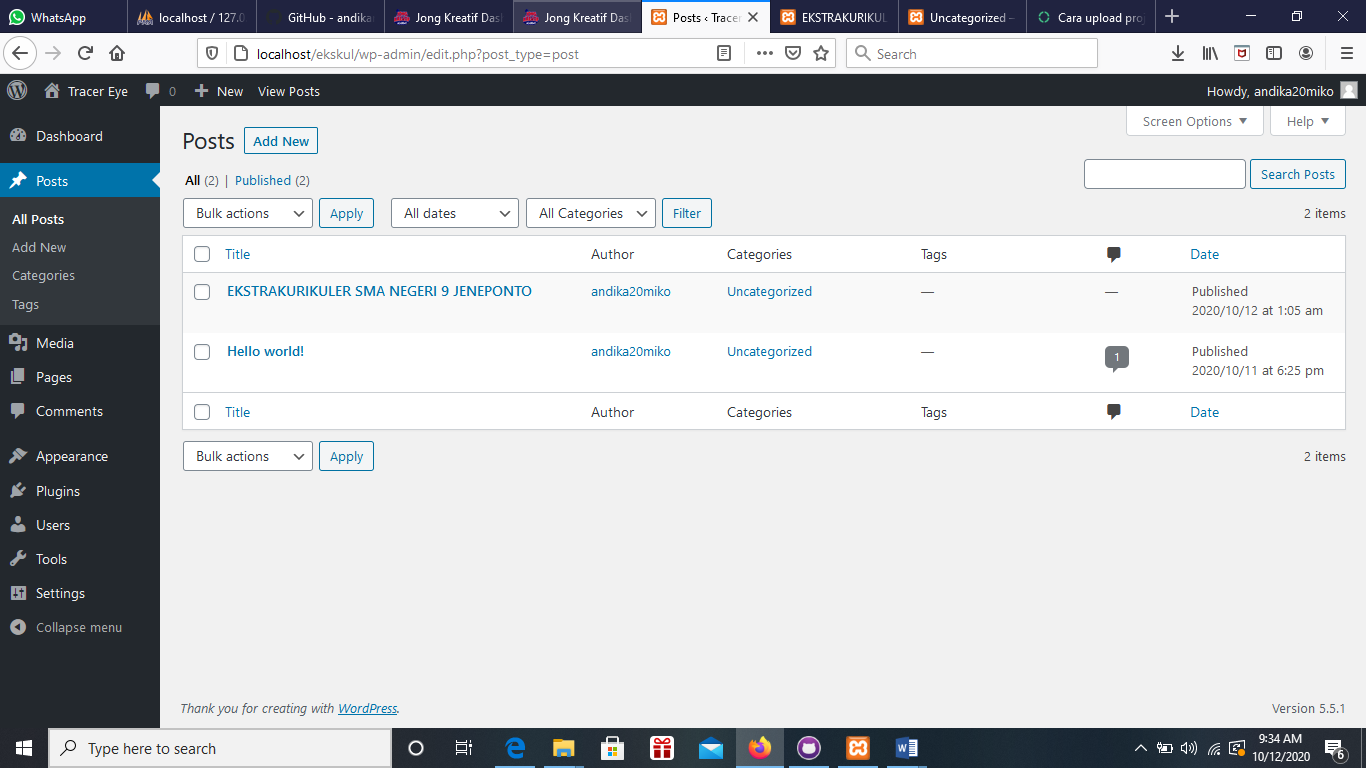 WhatsApp
localhost / 127.0
GitHub - andika
Jong Kreatif Das
Jong Kreatif Das
Posts ‹ Tracer
EKSTRAKURIKUL
Uncategorized –
Cara upload proj
localhost/ekskul/wp-admin/edit.php?post_type=post
Search
Tracer Eye
0
New
View Posts
Howdy, andika20miko
Dashboard
Posts
All Posts
Add New
Categories
Tags
Media
Pages
Comments
Appearance
Plugins
Users
Tools
Settings
Collapse menu
Screen Options
Help
Posts Add New
All (2) | Published (2)
Search Posts
Bulk actions Apply All dates All Categories Filter 2 items
Title Author Categories Tags Date
EKSTRAKURIKULER SMA NEGERI 9 JENEPONTO andika20miko Uncategorized — — Published
2020/10/12 at 1:05 am
Hello world! andika20miko Uncategorized — 1 Published
2020/10/11 at 6:25 pm
Title Author Categories Tags Date
Bulk actions Apply 2 items
Thank you for creating with WordPress. Version 5.5.1
Type here to search
9:34 AM
10/12/2020
6